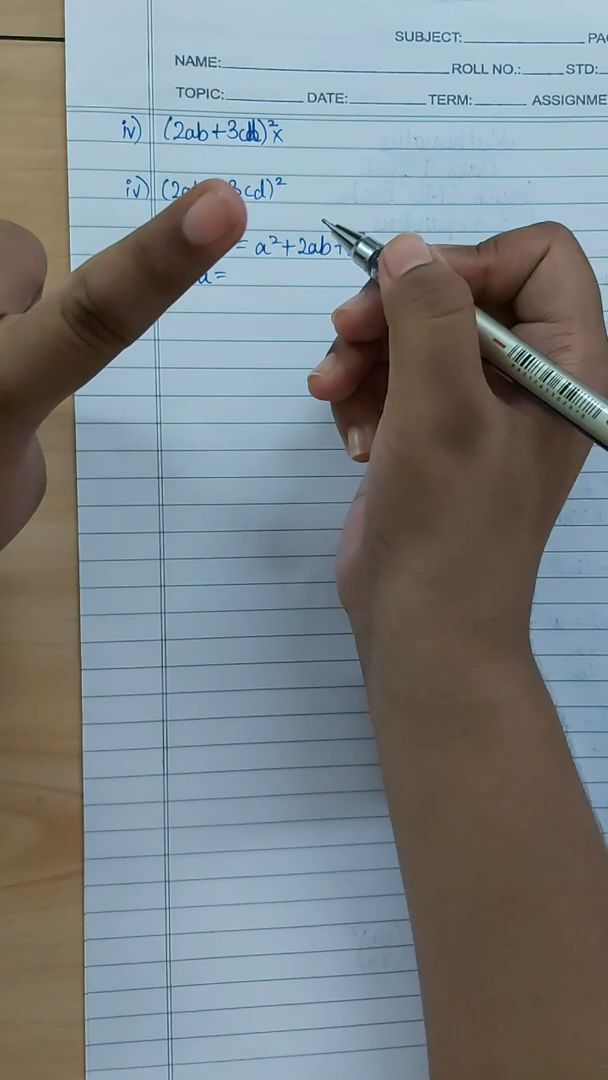 SUBJECT:
NAME: ROLL NO.: STD:
TOPIC: DATE: TERM: ASSIGNME
iv) (2ab+3cd)²x
iv) (2a 3cd)²
= a²+2ab+
a=